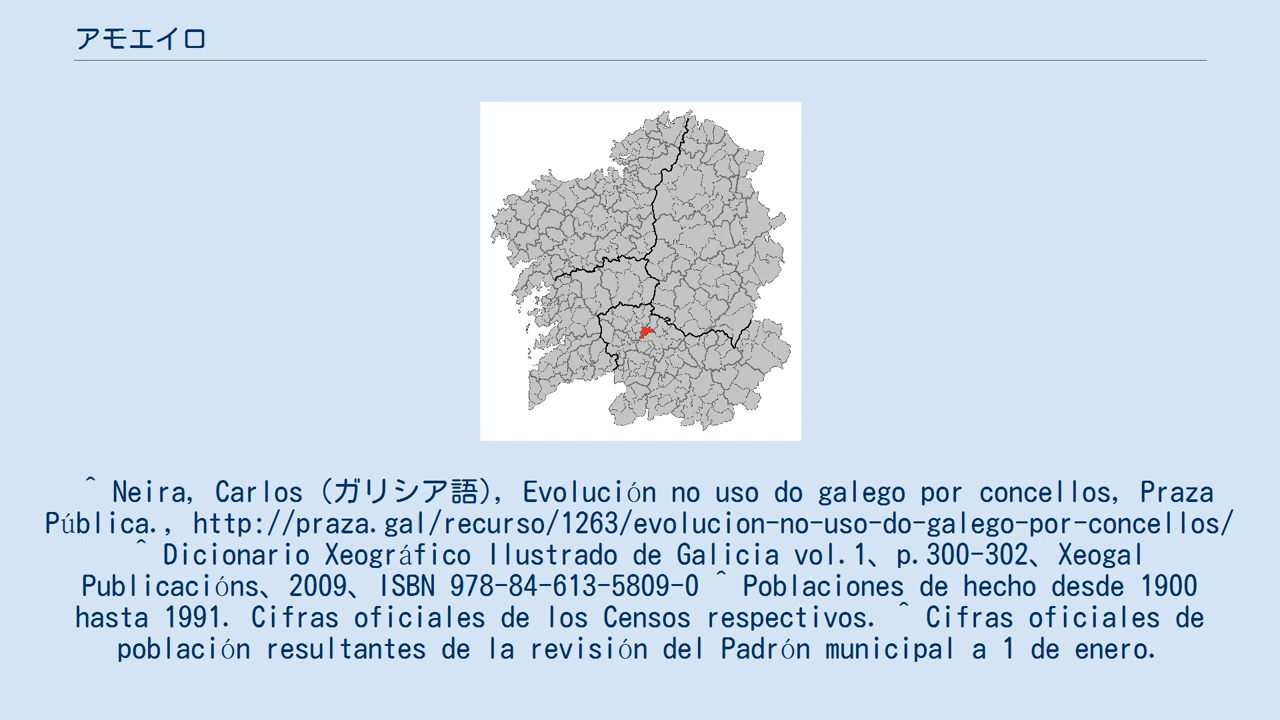 アモエイロ
^ Neira, Carlos (ガリシア語), Evolución no uso do galego por concellos, Praza
Pública., http://praza.gal/recurso/1263/evolucion-no-uso-do-galego-por-concellos/
^ Dicionario Xeográfico Ilustrado de Galicia vol.1、p.300-302、Xeogal
Publicacións、2009、ISBN 978-84-613-5809-0 ^ Poblaciones de hecho desde 1900
hasta 1991. Cifras oficiales de los Censos respectivos. ^ Cifras oficiales de
población resultantes de la revisión del Padrón municipal a 1 de enero.